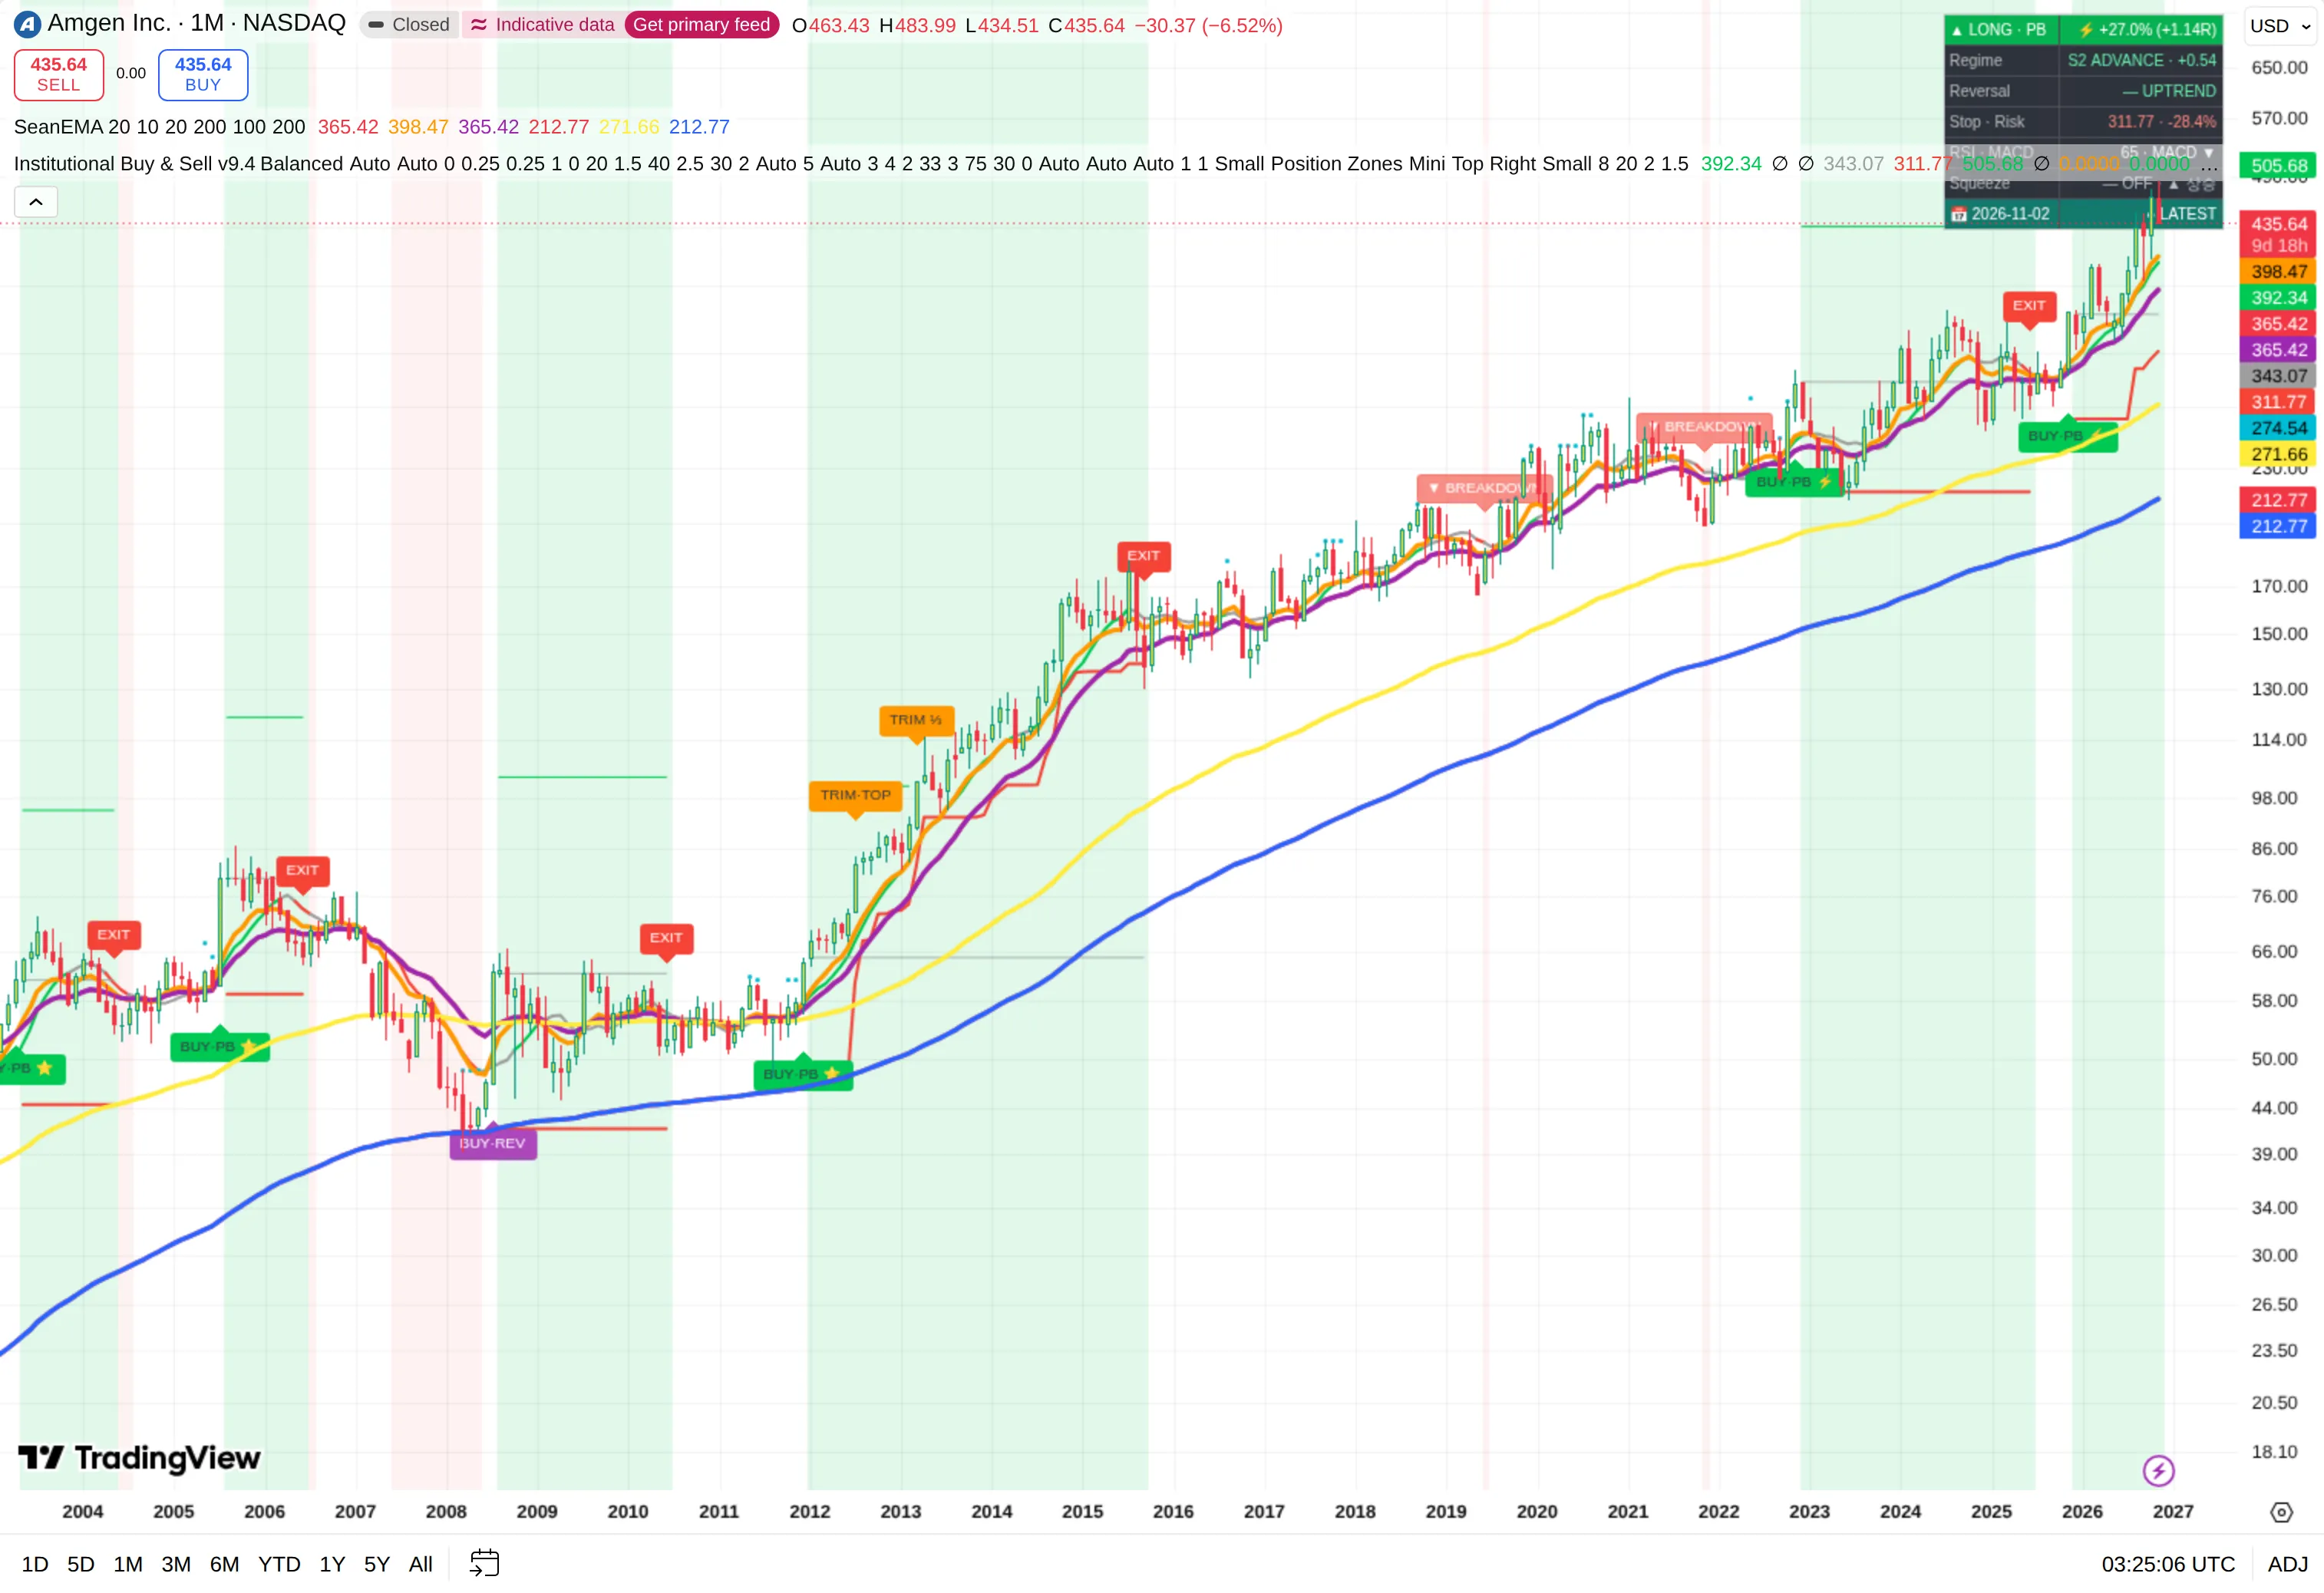 Amgen Inc. · 1M · NASDAQ Closed Indicative data Get primary feed O463.43 H483.99 L434.51 C435.64 −30.37 (−6.52%)
435.64 SELL
0.00
435.64 BUY
SeanEMA 20 10 20 200 100 200 365.42 398.47 365.42 212.77 271.66 212.77
Institutional Buy & Sell v9.4 Balanced Auto Auto 0 0.25 0.25 1 0 20 1.5 40 2.5 30 2 Auto 5 Auto 3 4 2 33 3 75 30 0 Auto Auto Auto 1 1 Small Position Zones Mini Top Right Small 8 20 2 1.5 392.34 ∅ ∅ 343.07 311.77 505.68 ∅ 0.0000 0.0000 ...
▲ LONG · PB ⚡ +27.0% (+1.14R)
Regime S2 ADVANCE · +0.54
Reversal — UPTREND
Stop · Risk 311.77 · -28.4%
RSI · MACD 65 · MACD ▼
Squeeze — OFF ▲ 상승
2026-11-02 LATEST
USD
650.00
570.00
505.68
435.64
9d 18h
398.47
392.34
365.42
365.42
343.07
311.77
274.54
271.66
230.00
212.77
212.77
170.00
150.00
130.00
114.00
98.00
86.00
76.00
66.00
58.00
50.00
44.00
39.00
34.00
30.00
26.50
23.50
20.50
18.10
EXIT
BUY·PB ⚡
▼ BREAKDOWN
BUY·PB ⚡
▼ BREAKDOWN
EXIT
TRIM ⅓
TRIM·TOP
EXIT
EXIT
EXIT
Y·PB ⭐
BUY·PB ⭐
BUY·PB ⭐
BUY·REV
TradingView
2004 2005 2006 2007 2008 2009 2010 2011 2012 2013 2014 2015 2016 2017 2018 2019 2020 2021 2022 2023 2024 2025 2026 2027
1D 5D 1M 3M 6M YTD 1Y 5Y All
03:25:06 UTC ADJ